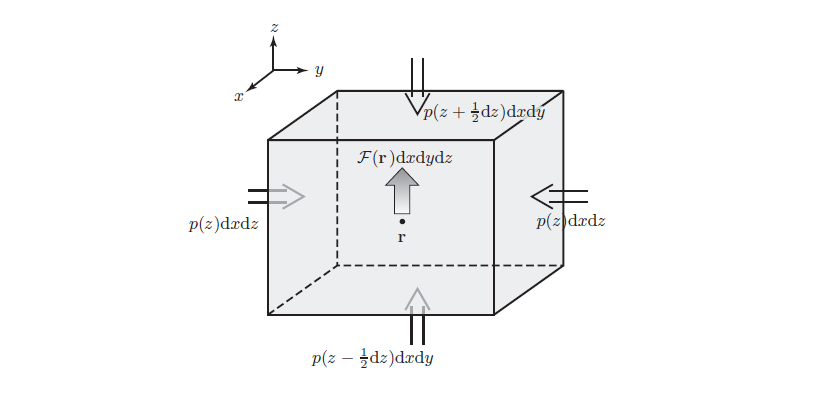 z
y
x
p(z + ½dz)dxdy
𝓕(r)dxdydz
p(z)dxdz
p(z)dxdz
r
p(z − ½dz)dxdy